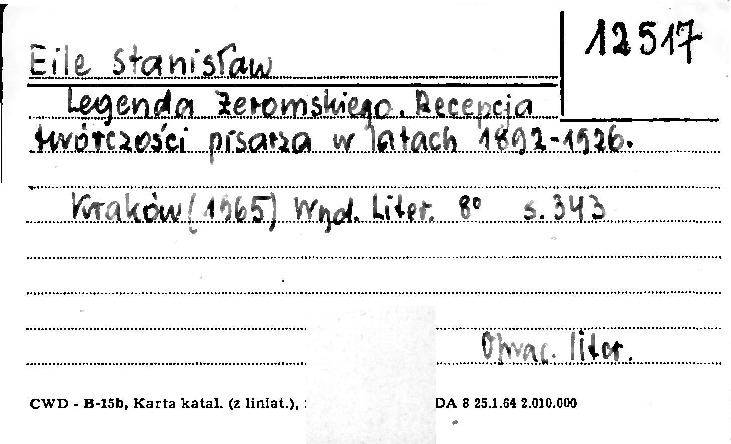 12517
Eile Stanisław
Legenda Żeromskiego. Recepcja
twórczości pisarza w latach 1892-1926.
Kraków (1965) Wyd. Liter. 8° s. 343
liter.
CWD - B-15b, Karta katal. (z liniat.), DA 8 25.1.64 2.010.000